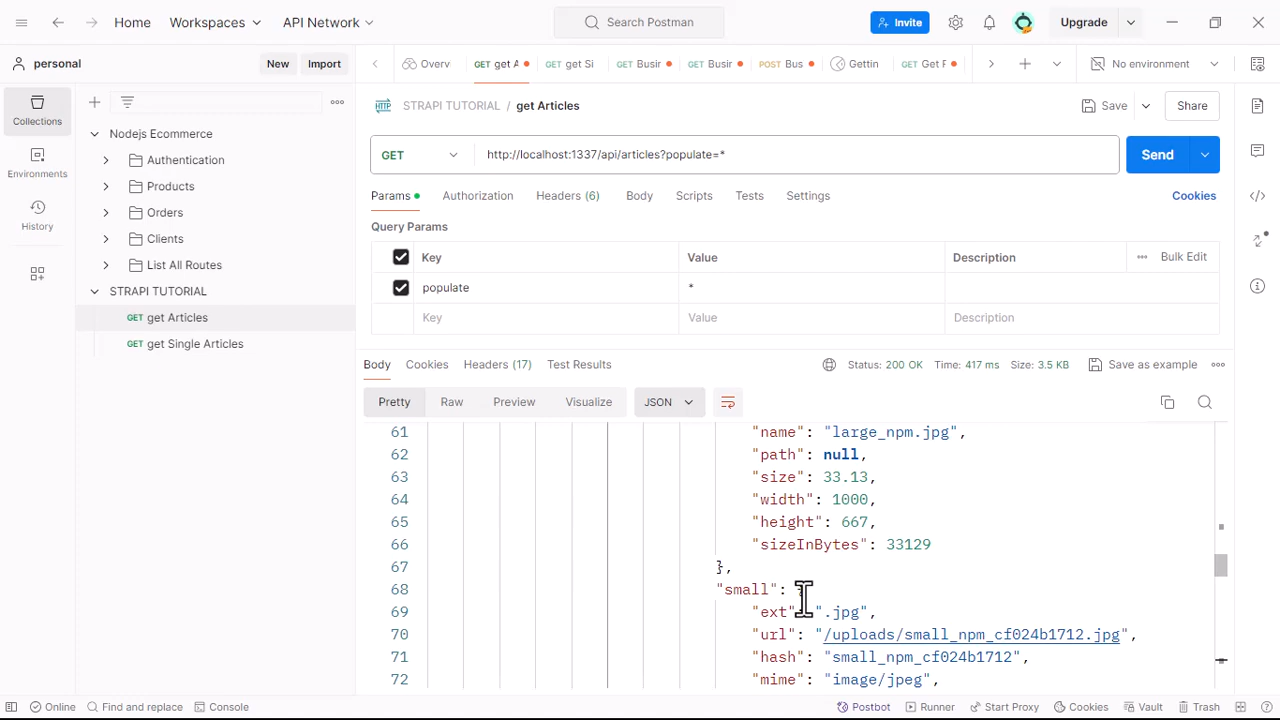 Home Workspaces API Network Search Postman Invite Upgrade
personal New Import Overv GET get A GET get Si GET Busir GET Busir POST Bus Gettin GET Get F No environment
Collections
Environments
History
Nodejs Ecommerce
Authentication
Products
Orders
Clients
List All Routes
STRAPI TUTORIAL
GET get Articles
GET get Single Articles
HTTP STRAPI TUTORIAL / get Articles Save Share
GET http://localhost:1337/api/articles?populate=* Send
Params Authorization Headers (6) Body Scripts Tests Settings Cookies
Query Params
Key Value Description Bulk Edit
populate *
Key Value Description
Body Cookies Headers (17) Test Results Status: 200 OK Time: 417 ms Size: 3.5 KB Save as example
Pretty Raw Preview Visualize JSON
61 "name": "large_npm.jpg",
62 "path": null,
63 "size": 33.13,
64 "width": 1000,
65 "height": 667,
66 "sizeInBytes": 33129
67 },
68 "small":
69 "ext": ".jpg",
70 "url": "/uploads/small_npm_cf024b1712.jpg",
71 "hash": "small_npm_cf024b1712",
72 "mime": "image/jpeg",
Online Find and replace Console Postbot Runner Start Proxy Cookies Vault Trash